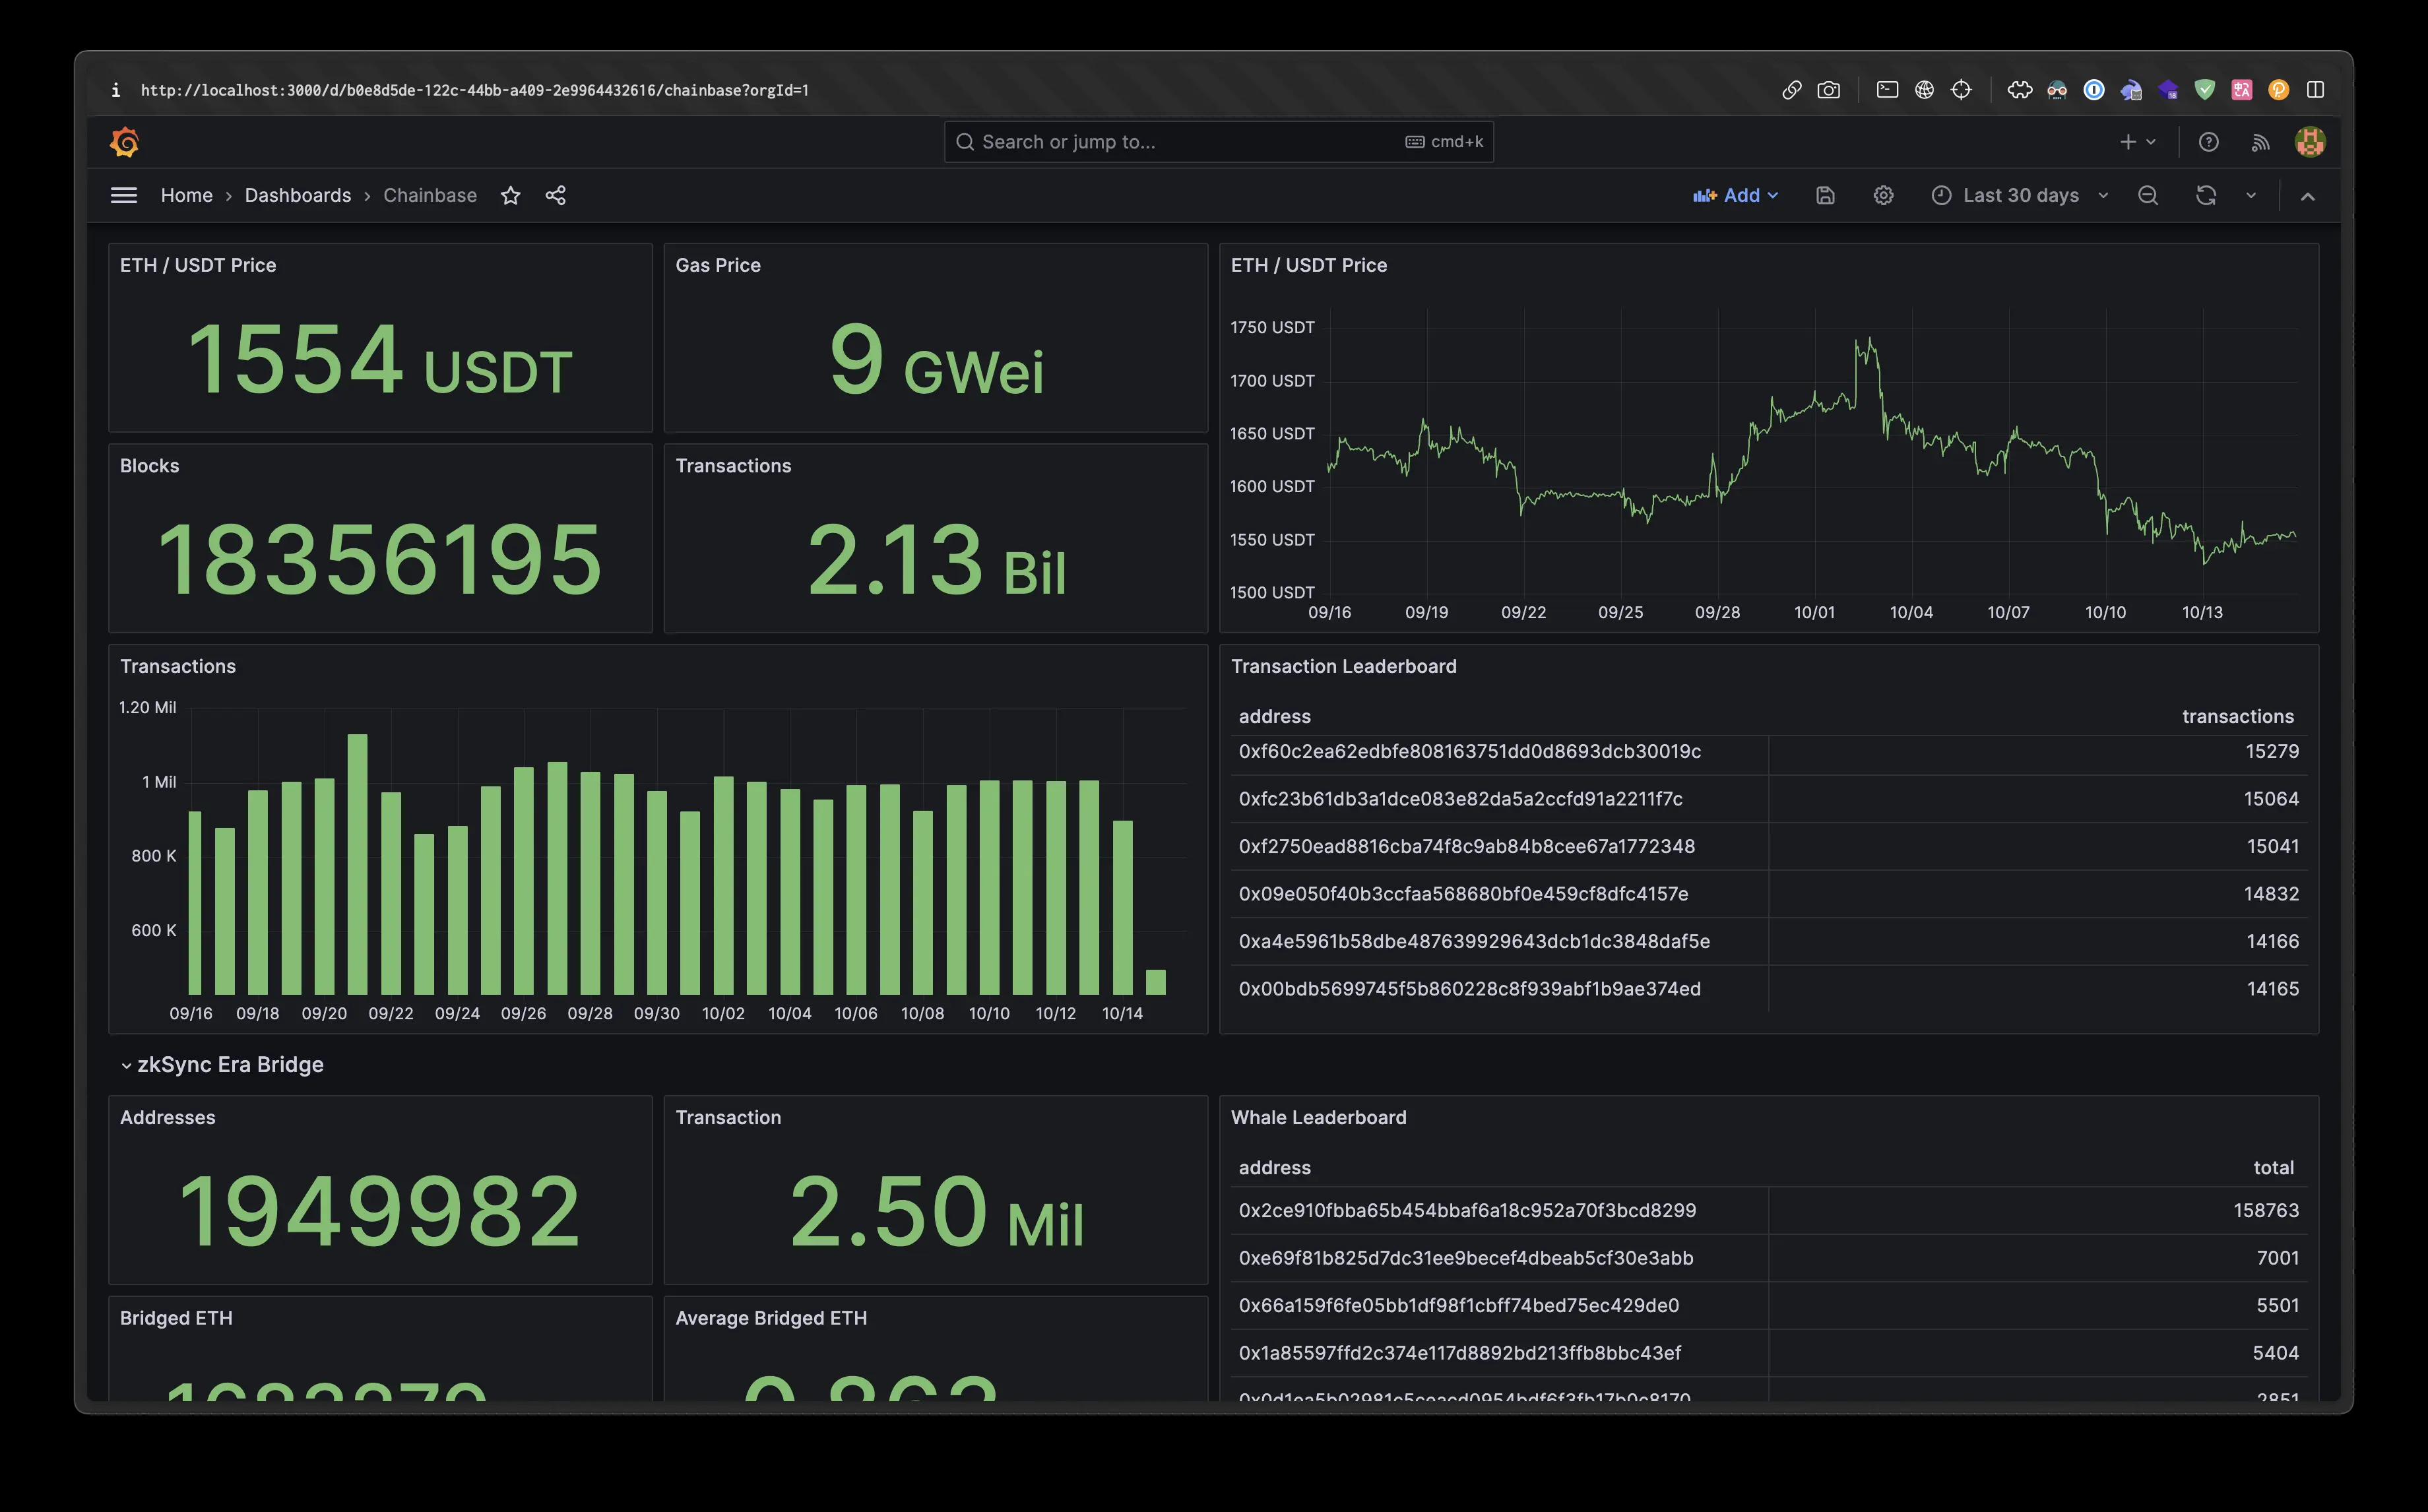 http://localhost:3000/d/b0e8d5de-122c-44bb-a409-2e9964432616/chainbase?orgId=1
Search or jump to...
cmd+k
Home › Dashboards › Chainbase
Add
Last 30 days
ETH / USDT Price
1554 USDT
Gas Price
9 GWei
Blocks
18356195
Transactions
2.13 Bil
ETH / USDT Price
1750 USDT
1700 USDT
1650 USDT
1600 USDT
1550 USDT
1500 USDT
09/16 09/19 09/22 09/25 09/28 10/01 10/04 10/07 10/10 10/13
Transactions
1.20 Mil
1 Mil
800 K
600 K
09/16 09/18 09/20 09/22 09/24 09/26 09/28 09/30 10/02 10/04 10/06 10/08 10/10 10/12 10/14
Transaction Leaderboard
address transactions
0xf60c2ea62edbfe808163751dd0d8693dcb30019c 15279
0xfc23b61db3a1dce083e82da5a2ccfd91a2211f7c 15064
0xf2750ead8816cba74f8c9ab84b8cee67a1772348 15041
0x09e050f40b3ccfaa568680bf0e459cf8dfc4157e 14832
0xa4e5961b58dbe487639929643dcb1dc3848daf5e 14166
0x00bdb5699745f5b860228c8f939abf1b9ae374ed 14165
zkSync Era Bridge
Addresses
1949982
Transaction
2.50 Mil
Bridged ETH
Average Bridged ETH
Whale Leaderboard
address total
0x2ce910fbba65b454bbaf6a18c952a70f3bcd8299 158763
0xe69f81b825d7dc31ee9becef4dbeab5cf30e3abb 7001
0x66a159f6fe05bb1df98f1cbff74bed75ec429de0 5501
0x1a85597ffd2c374e117d8892bd213ffb8bbc43ef 5404
2851